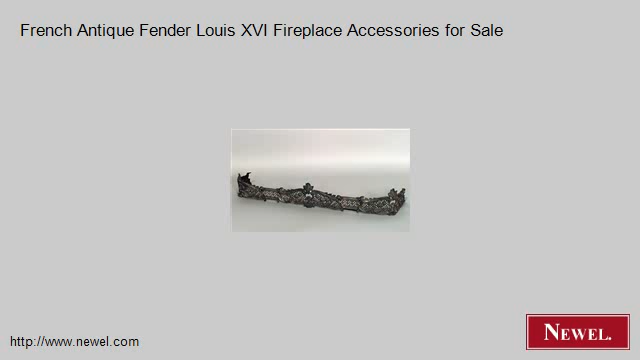 French Antique Fender Louis XVI Fireplace Accessories for Sale
http://www.newel.com
NEWEL.